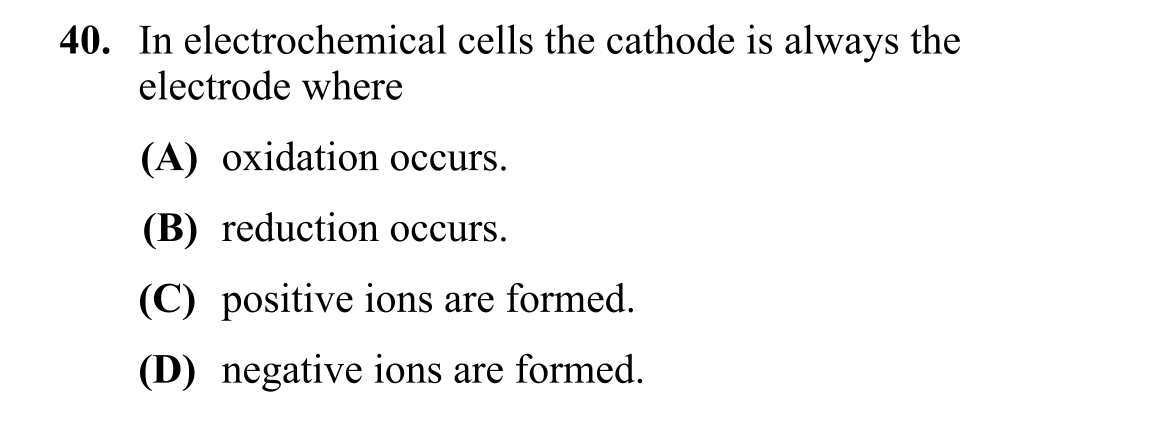 40. In electrochemical cells the cathode is always the
electrode where
(A) oxidation occurs.
(B) reduction occurs.
(C) positive ions are formed.
(D) negative ions are formed.